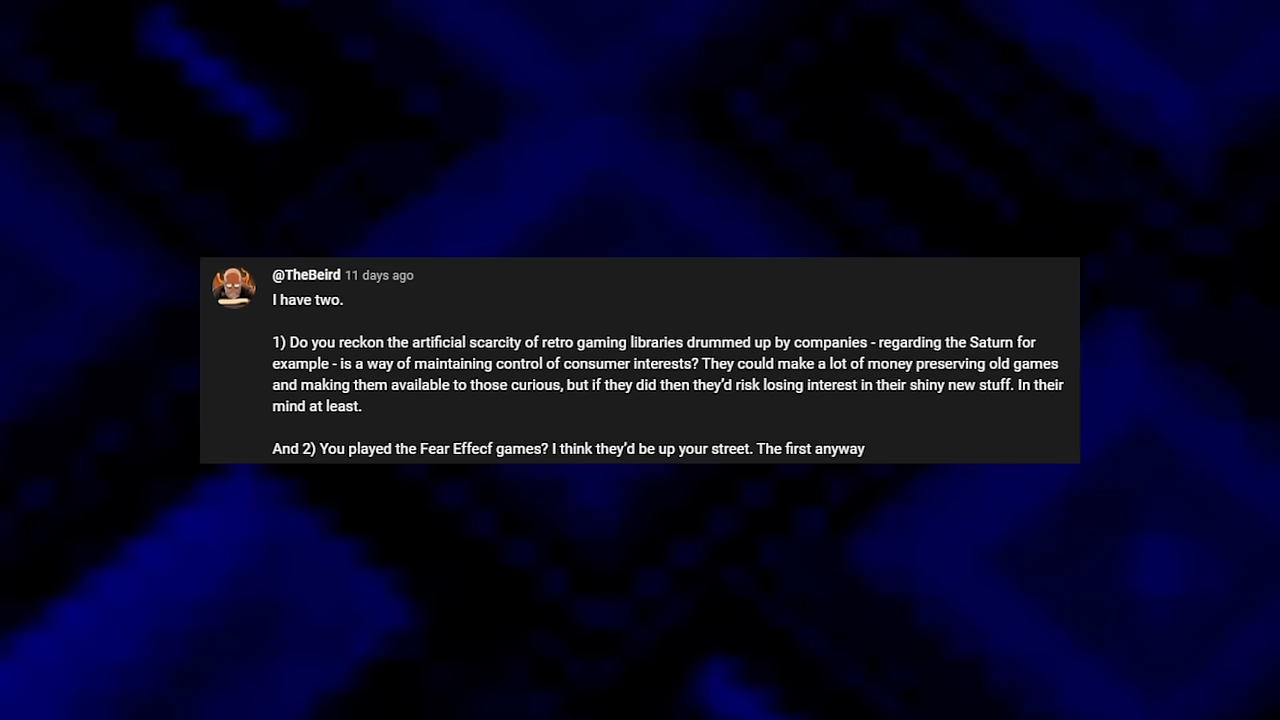 @TheBeird 11 days ago
I have two.
1) Do you reckon the artificial scarcity of retro gaming libraries drummed up by companies - regarding the Saturn for
example - is a way of maintaining control of consumer interests? They could make a lot of money preserving old games
and making them available to those curious, but if they did then they’d risk losing interest in their shiny new stuff. In their
mind at least.
And 2) You played the Fear Effecf games? I think they’d be up your street. The first anyway